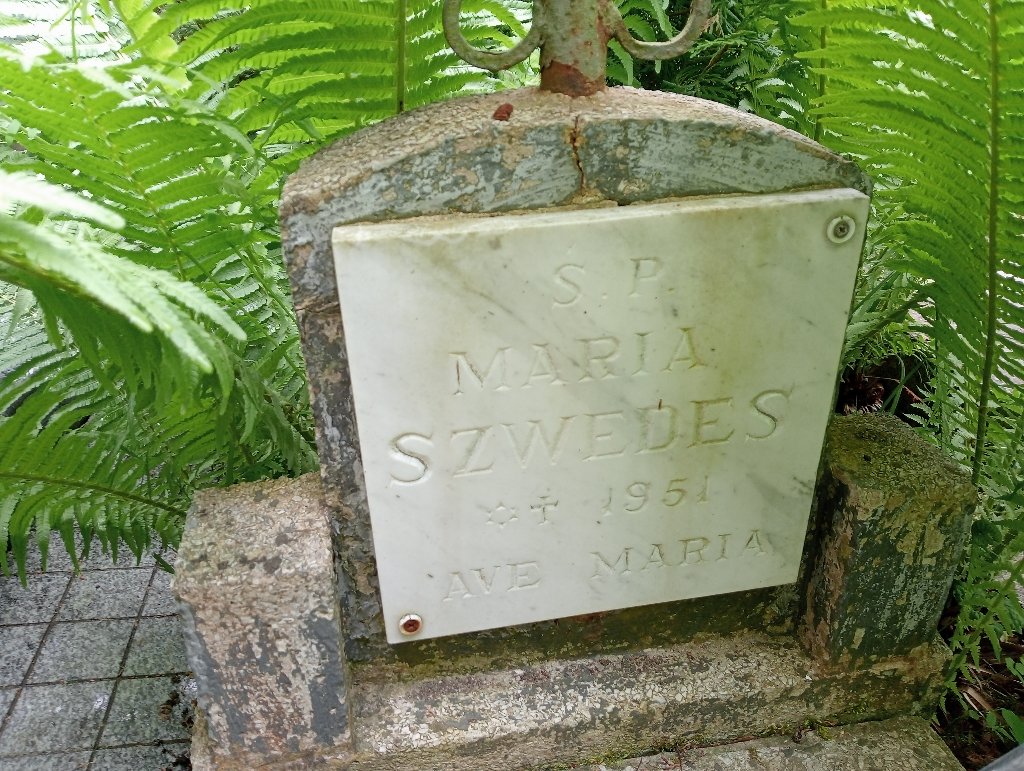 Ś. P.
MARIA
SZWEDES
✡ ✝ 1951
AVE MARIA